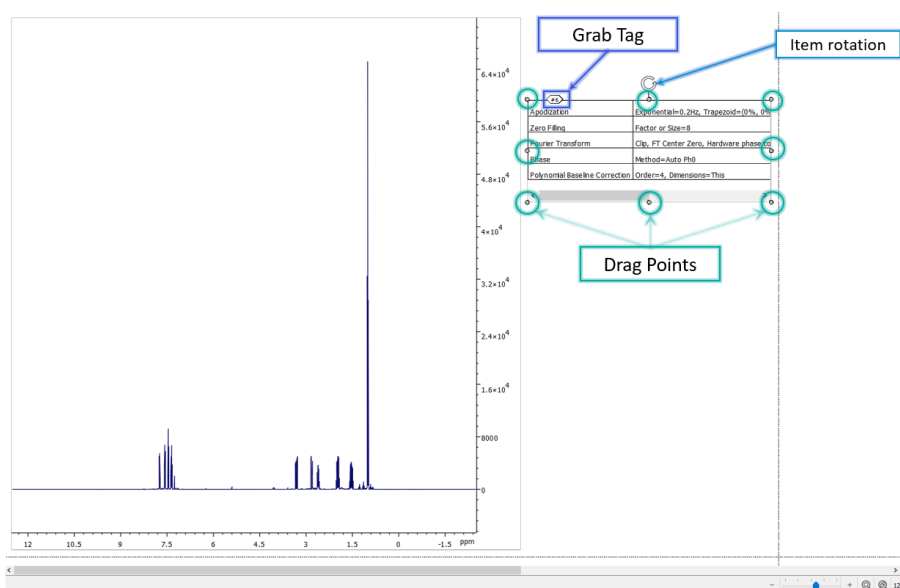 Grab Tag
Item rotation
6.4×10⁴
#6
Apodization Exponential=0.2Hz, Trapezoid=(0%, 0%
5.6×10⁴
Zero Filling Factor or Size=8
Fourier Transform Clip, FT Center Zero, Hardware phase co
Phase Method=Auto Ph0
4.8×10⁴
Polynomial Baseline Correction Order=4, Dimensions=This
4×10⁴
Drag Points
3.2×10⁴
2.4×10⁴
1.6×10⁴
8000
0
12 10.5 9 7.5 6 4.5 3 1.5 0 -1.5 ppm
12